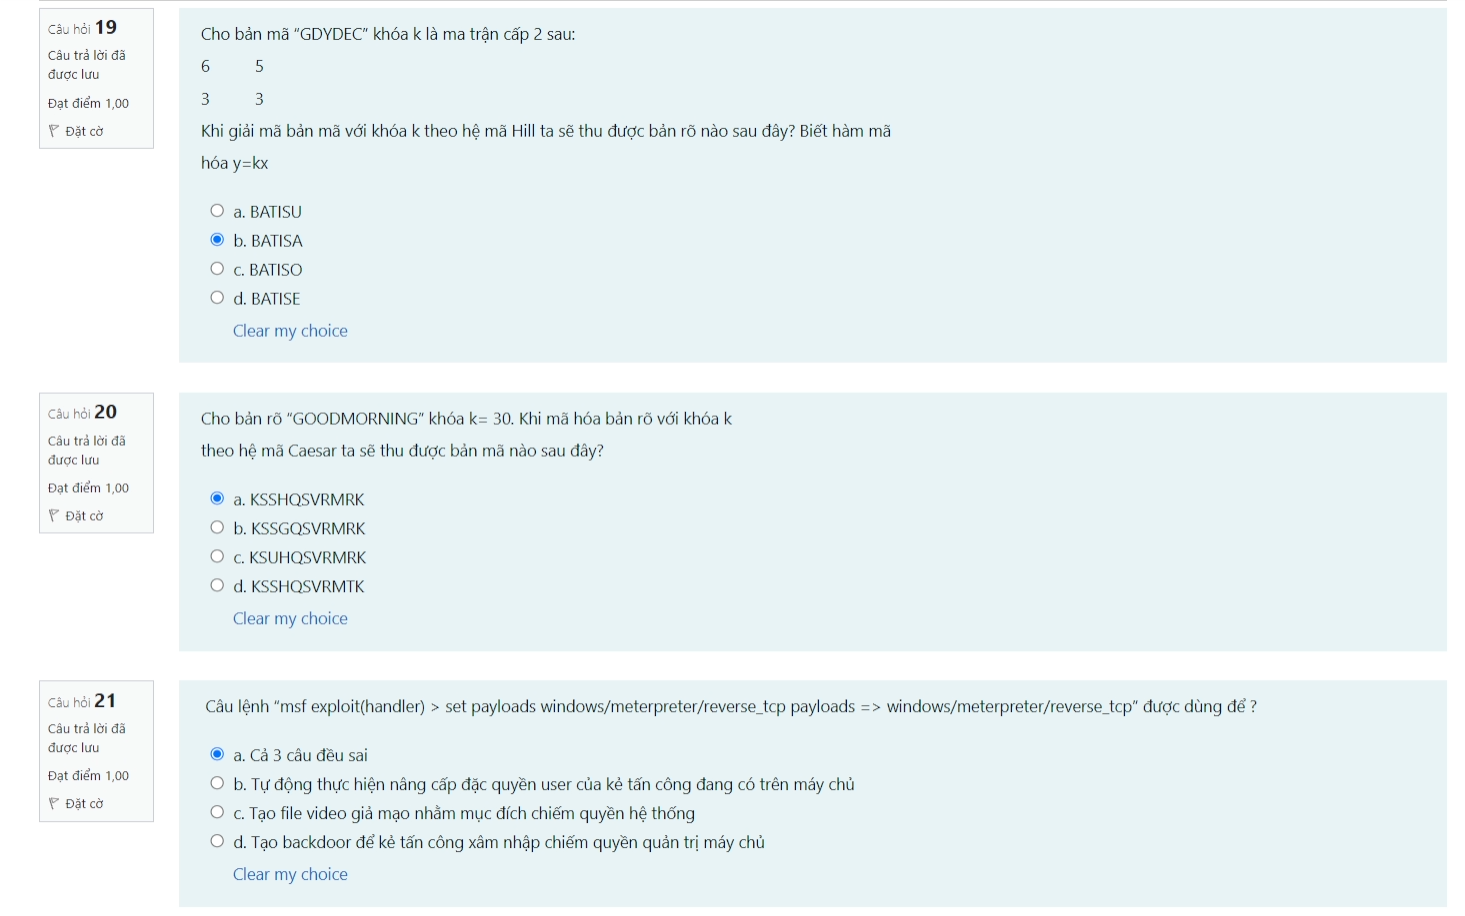 Câu hỏi 19
Câu trả lời đã
được lưu
Đạt điểm 1,00
Đặt cờ
Cho bản mã “GDYDEC” khóa k là ma trận cấp 2 sau:
6 5
3 3
Khi giải mã bản mã với khóa k theo hệ mã Hill ta sẽ thu được bản rõ nào sau đây? Biết hàm mã
hóa y=kx
a. BATISU
b. BATISA
c. BATISO
d. BATISE
Clear my choice
Câu hỏi 20
Câu trả lời đã
được lưu
Đạt điểm 1,00
Đặt cờ
Cho bản rõ “GOODMORNING” khóa k= 30. Khi mã hóa bản rõ với khóa k
theo hệ mã Caesar ta sẽ thu được bản mã nào sau đây?
a. KSSHQSVRMRK
b. KSSGQSVRMRK
c. KSUHQSVRMRK
d. KSSHQSVRMTK
Clear my choice
Câu hỏi 21
Câu trả lời đã
được lưu
Đạt điểm 1,00
Đặt cờ
Câu lệnh “msf exploit(handler) > set payloads windows/meterpreter/reverse_tcp payloads => windows/meterpreter/reverse_tcp” được dùng để ?
a. Cả 3 câu đều sai
b. Tự động thực hiện nâng cấp đặc quyền user của kẻ tấn công đang có trên máy chủ
c. Tạo file video giả mạo nhằm mục đích chiếm quyền hệ thống
d. Tạo backdoor để kẻ tấn công xâm nhập chiếm quyền quản trị máy chủ
Clear my choice